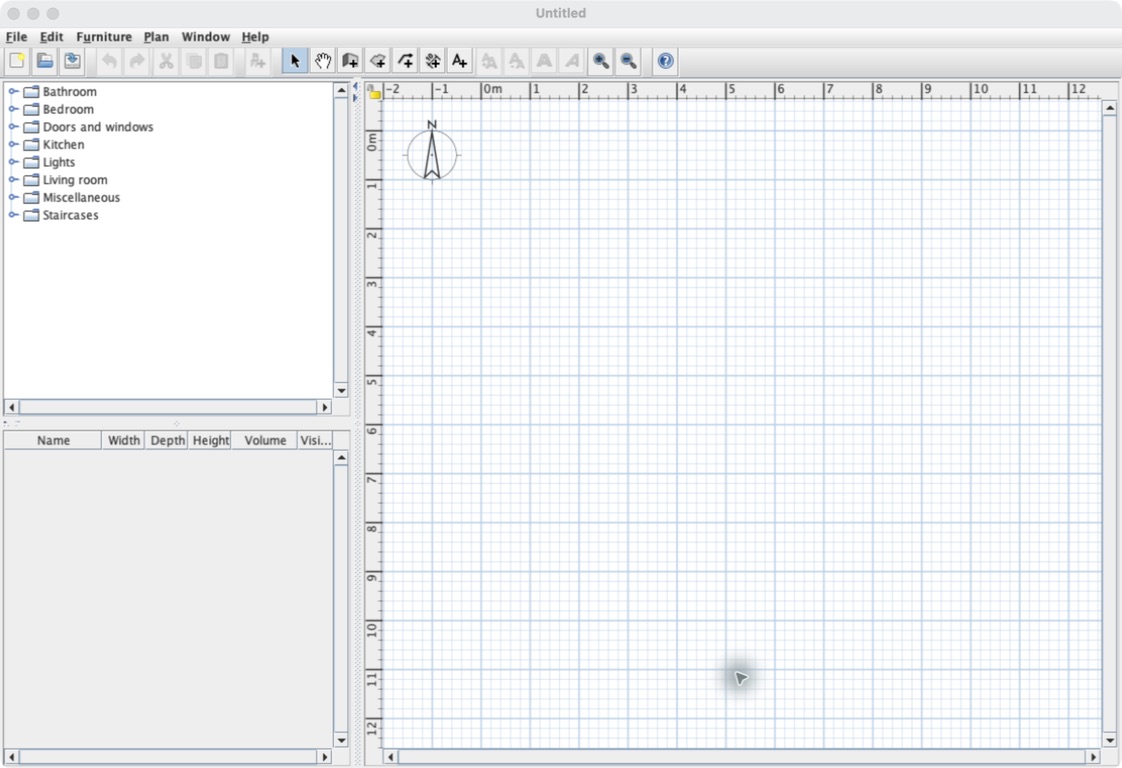 Untitled
File Edit Furniture Plan Window Help
Bathroom
Bedroom
Doors and windows
Kitchen
Lights
Living room
Miscellaneous
Staircases
Name Width Depth Height Volume Visi...
-2 -1 0m 1 2 3 4 5 6 7 8 9 10 11 12
N
0m
1
2
3
4
5
6
7
8
9
10
11
12